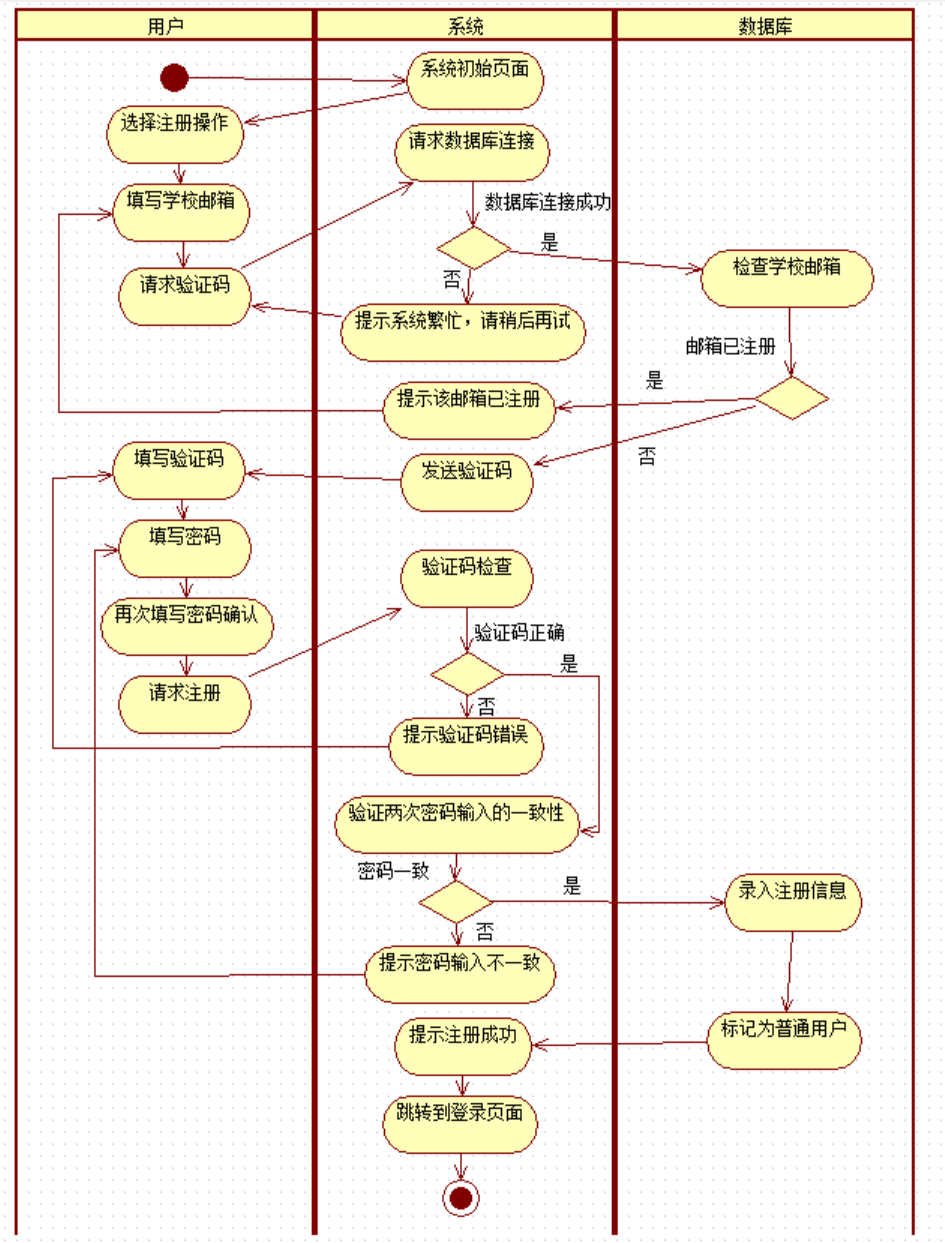 用户
系统
数据库
系统初始页面
选择注册操作
请求数据库连接
填写学校邮箱
数据库连接成功
是
检查学校邮箱
请求验证码
否
提示系统繁忙，请稍后再试
邮箱已注册
是
提示该邮箱已注册
否
填写验证码
发送验证码
填写密码
验证码检查
再次填写密码确认
验证码正确
是
请求注册
否
提示验证码错误
验证两次密码输入的一致性
密码一致
是
录入注册信息
否
提示密码输入不一致
标记为普通用户
提示注册成功
跳转到登录页面